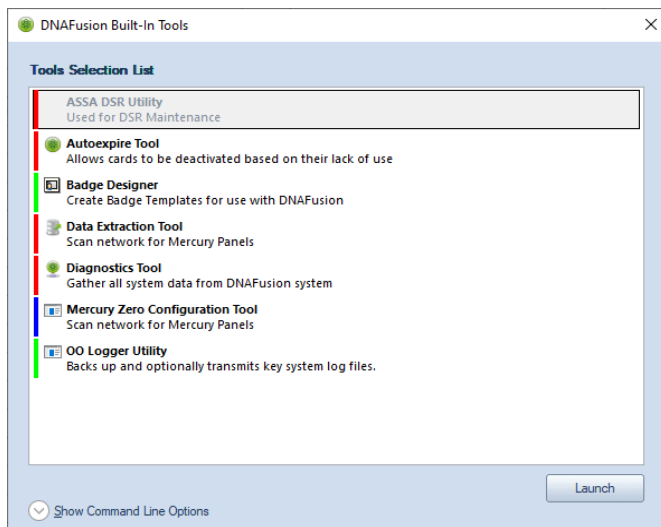 DNAFusion Built-In Tools
Tools Selection List
ASSA DSR Utility
Used for DSR Maintenance
Autoexpire Tool
Allows cards to be deactivated based on their lack of use
Badge Designer
Create Badge Templates for use with DNAFusion
Data Extraction Tool
Scan network for Mercury Panels
Diagnostics Tool
Gather all system data from DNAFusion system
Mercury Zero Configuration Tool
Scan network for Mercury Panels
OO Logger Utility
Backs up and optionally transmits key system log files.
Launch
Show Command Line Options